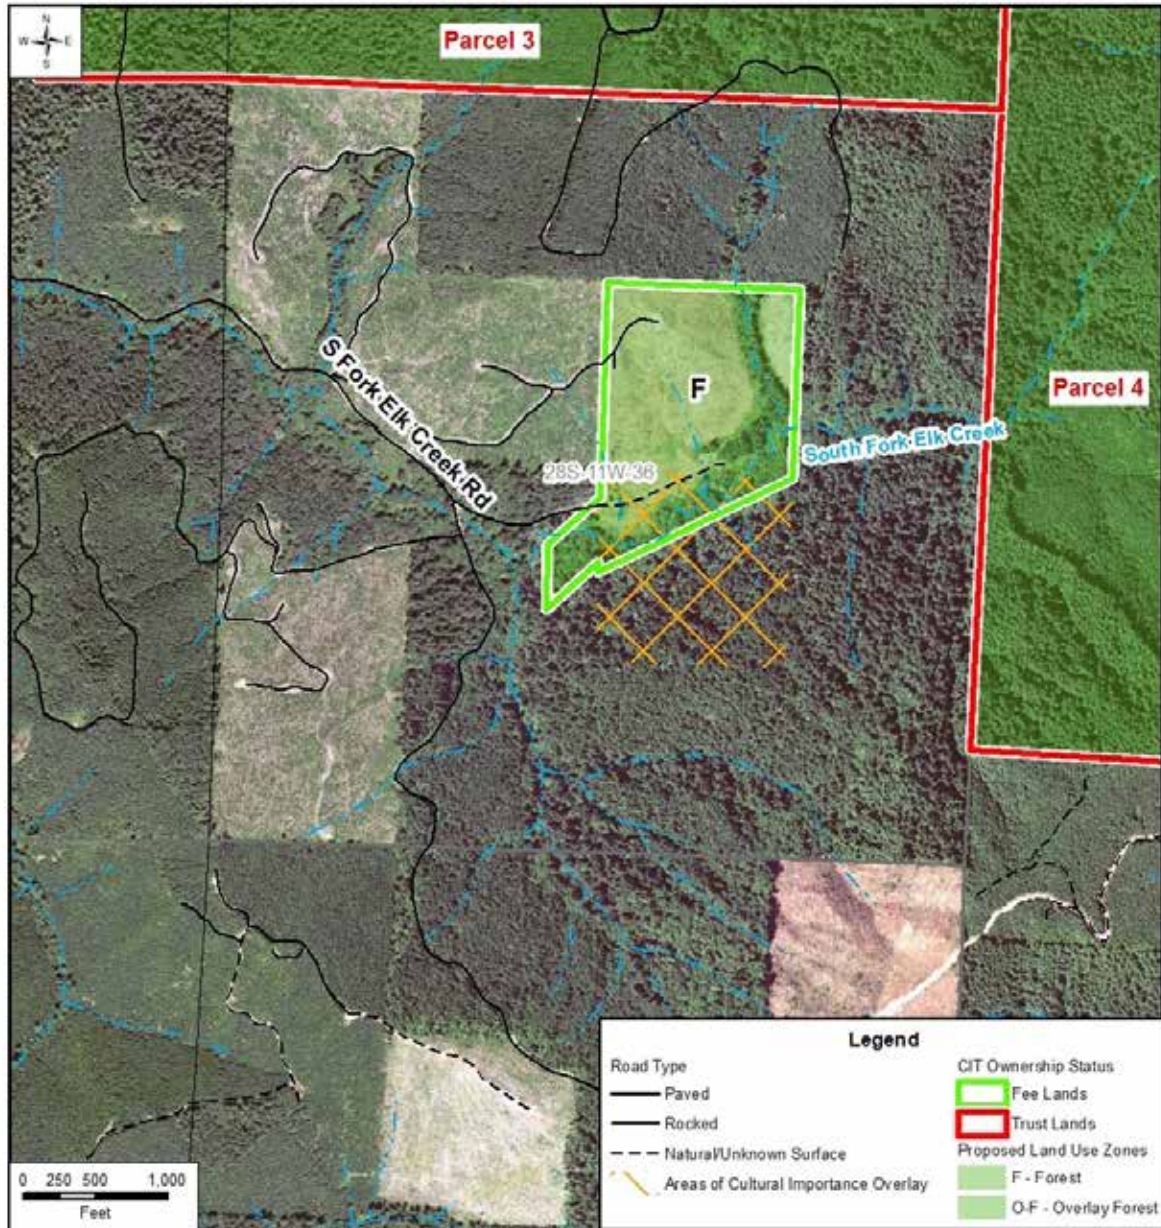 N
W E
S
Parcel 3
S Fork Elk Creek Rd
F
Parcel 4
South Fork Elk Creek
28S-11W-36
Legend
Road Type
Paved
Rocked
Natural/Unknown Surface
Areas of Cultural Importance Overlay
CIT Ownership Status
Fee Lands
Trust Lands
Proposed Land Use Zones
F - Forest
O-F - Overlay Forest
0 250 500 1,000
Feet